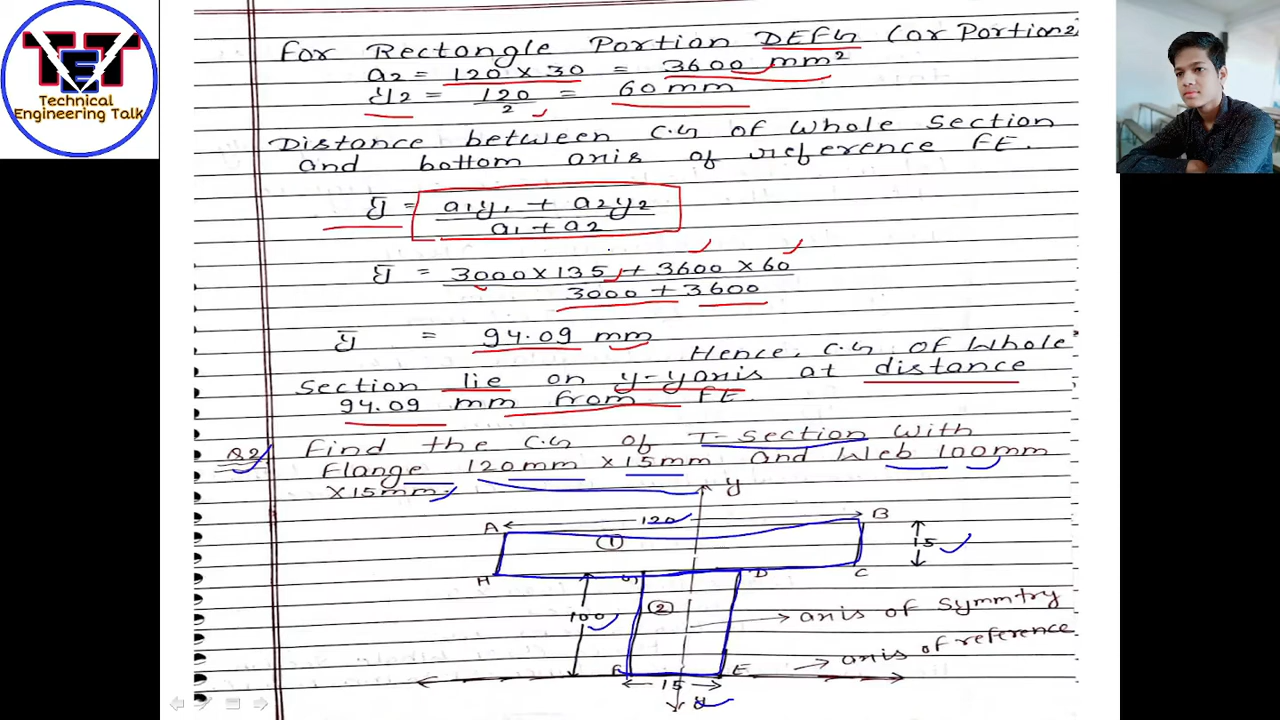 TET
Technical
Engineering Talk
For Rectangle Portion DEFG (or Portion 2
a2 = 120 × 30 = 3600 mm²
y2 = 120/2 = 60 mm
Distance between C.G of whole section
and bottom axis of reference FE.
ȳ = a1y1 + a2y2 / a1 + a2
ȳ = 3000×135 + 3600×60 / 3000 + 3600
ȳ = 94.09 mm
Hence, C.G OF Whole
Section lie on y-y axis at distance
94.09 mm from FE.
Q2 Find the C.G of T-section with
Flange 120mm ×15mm and Web 100mm
×15mm.
y
A 120 B
1 15
H G D C
2
100 axis of symmtry
axis of reference
F E
15
y